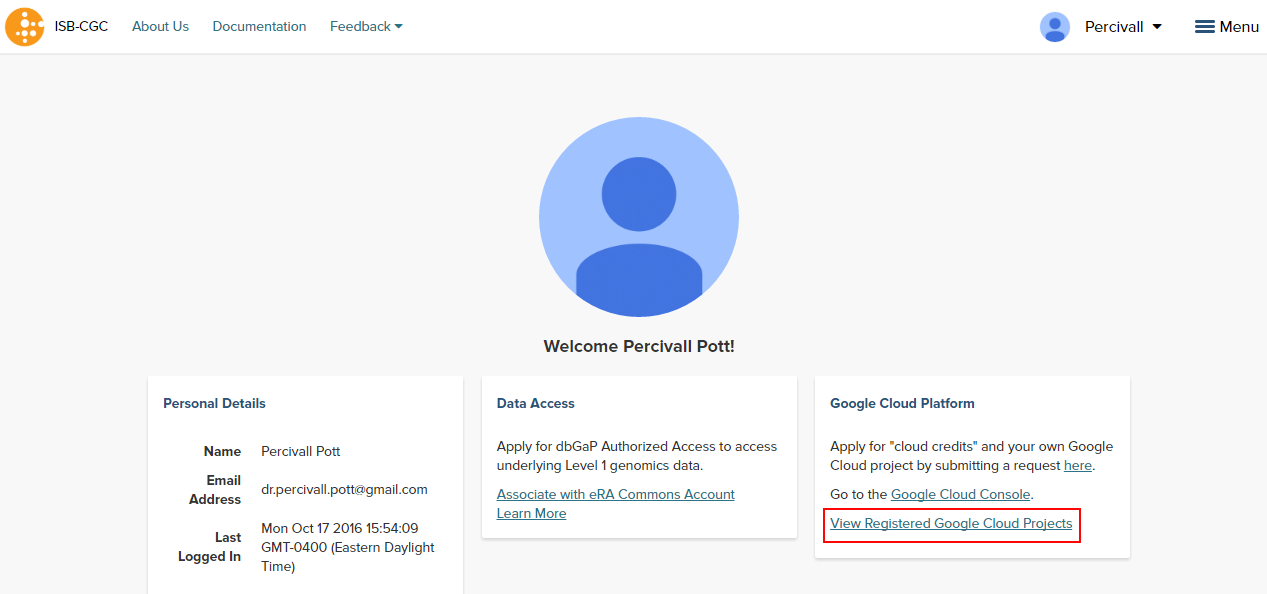 ISB-CGC About Us Documentation Feedback Percivall Menu
Welcome Percivall Pott!
Personal Details
Name Percivall Pott
Email Address dr.percivall.pott@gmail.com
Last Logged In Mon Oct 17 2016 15:54:09
GMT-0400 (Eastern Daylight
Time)
Data Access
Apply for dbGaP Authorized Access to access
underlying Level 1 genomics data.
Associate with eRA Commons Account
Learn More
Google Cloud Platform
Apply for "cloud credits" and your own Google
Cloud project by submitting a request here.
Go to the Google Cloud Console.
View Registered Google Cloud Projects